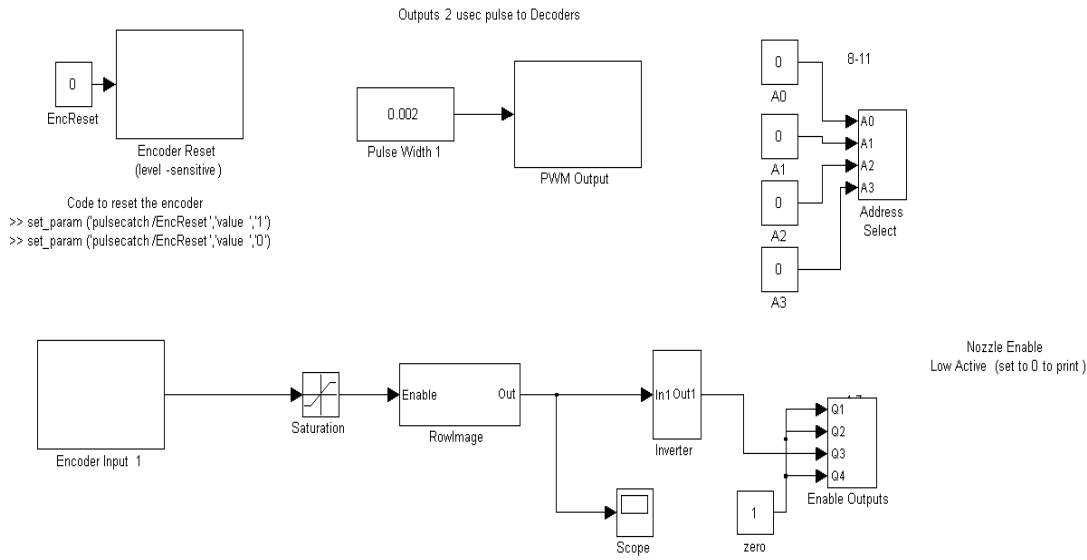 Outputs 2 usec pulse to Decoders
0
EncReset
Encoder Reset
(level -sensitive )
Code to reset the encoder
>> set_param ('pulsecatch /EncReset ','value ','1')
>> set_param ('pulsecatch /EncReset ','value ','0')
0.002
Pulse Width 1
PWM Output
8-11
0
A0
0
A1
0
A2
0
A3
A0
A1
A2
A3
Address
Select
Encoder Input 1
Saturation
Enable
Out
RowImage
In1 Out1
Inverter
Scope
1
zero
Nozzle Enable
Low Active (set to 0 to print )
Q1
Q2
Q3
Q4
Enable Outputs